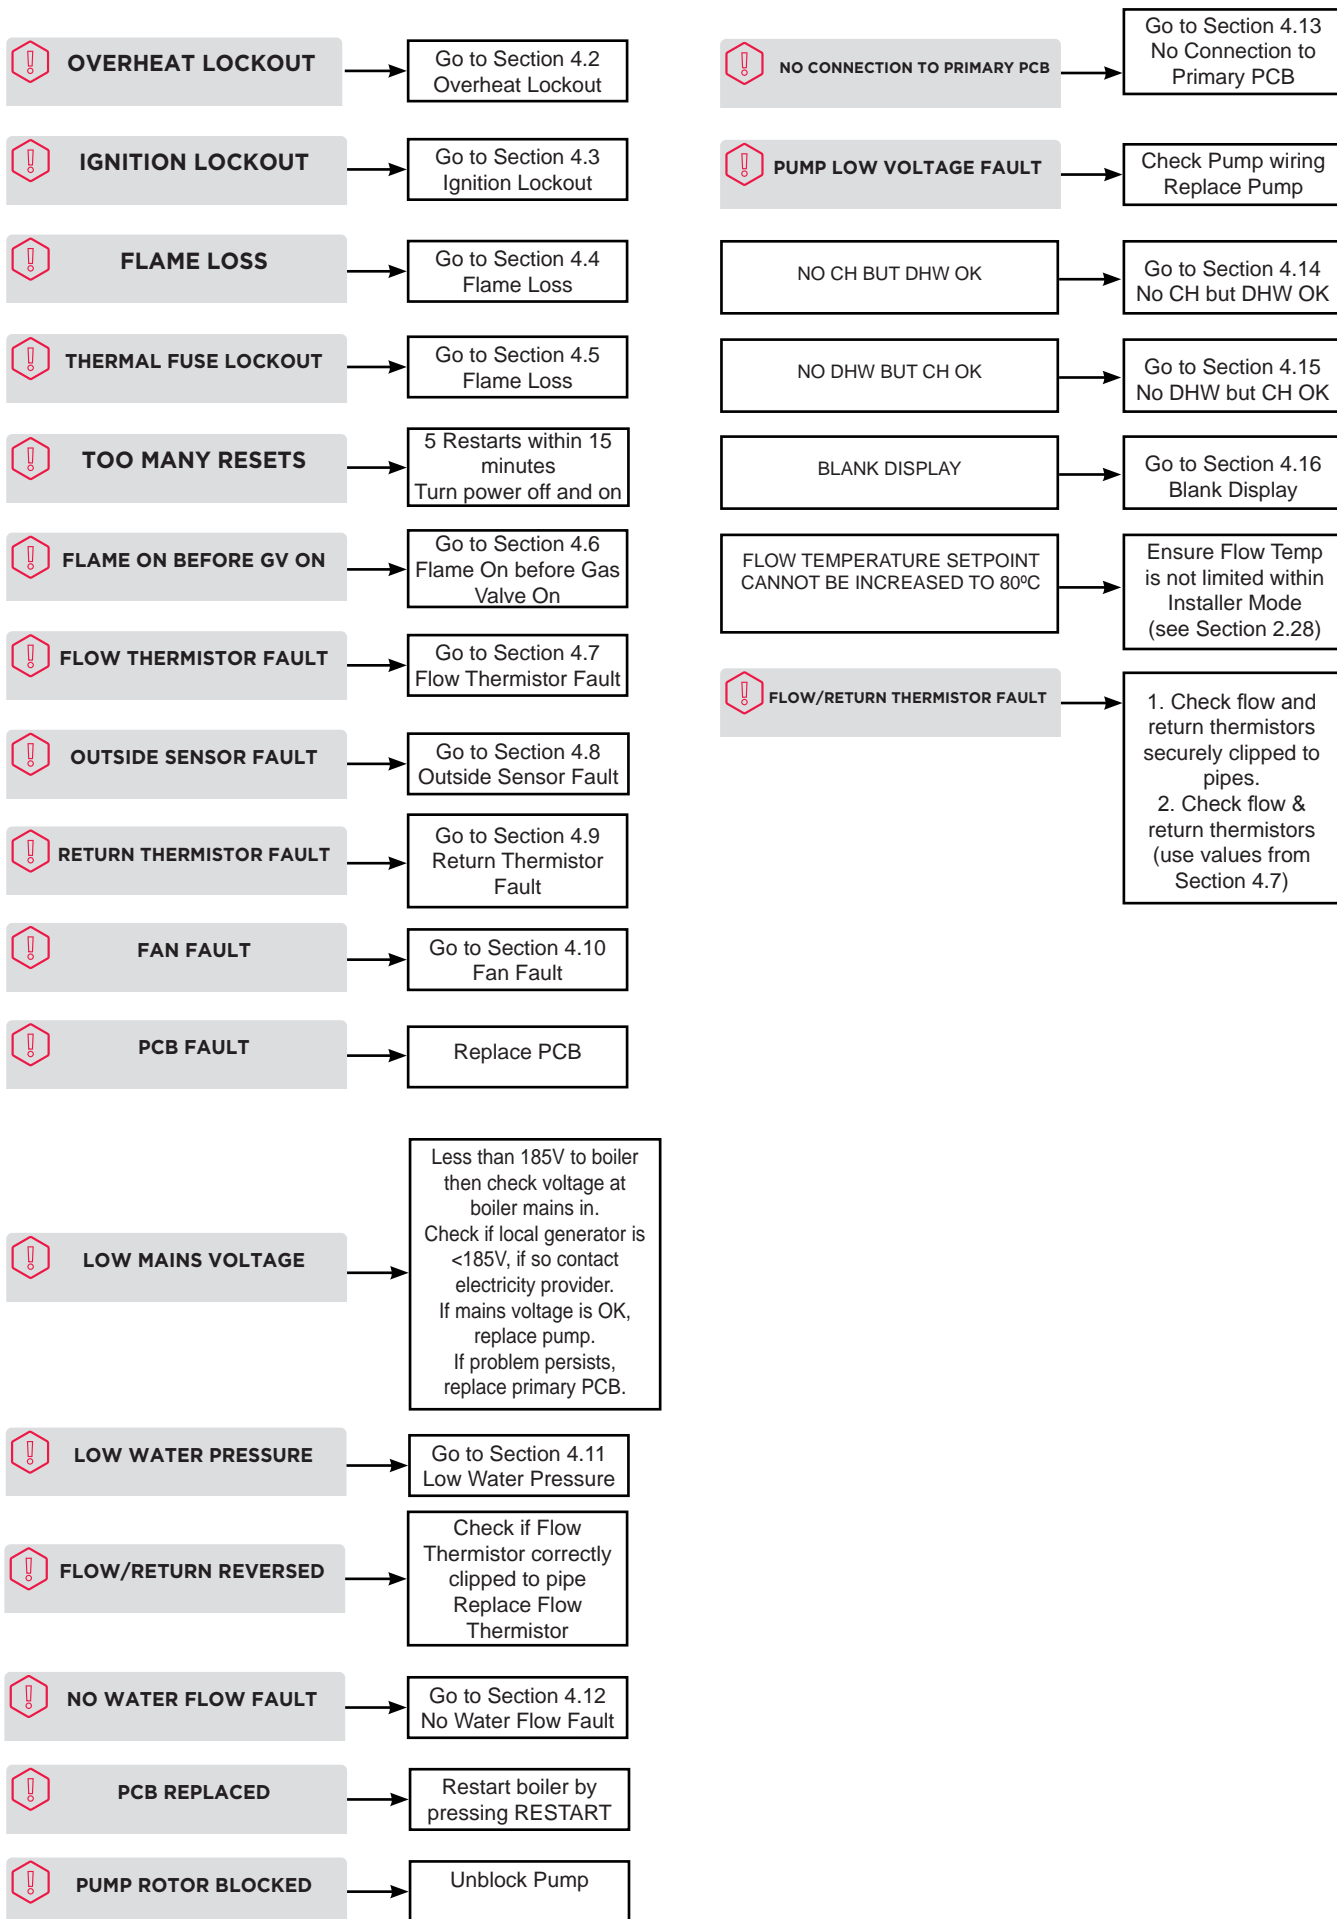 OVERHEAT LOCKOUT
Go to Section 4.2
Overheat Lockout
IGNITION LOCKOUT
Go to Section 4.3
Ignition Lockout
FLAME LOSS
Go to Section 4.4
Flame Loss
THERMAL FUSE LOCKOUT
Go to Section 4.5
Flame Loss
TOO MANY RESETS
5 Restarts within 15
minutes
Turn power off and on
FLAME ON BEFORE GV ON
Go to Section 4.6
Flame On before Gas
Valve On
FLOW THERMISTOR FAULT
Go to Section 4.7
Flow Thermistor Fault
OUTSIDE SENSOR FAULT
Go to Section 4.8
Outside Sensor Fault
RETURN THERMISTOR FAULT
Go to Section 4.9
Return Thermistor
Fault
FAN FAULT
Go to Section 4.10
Fan Fault
PCB FAULT
Replace PCB
LOW MAINS VOLTAGE
Less than 185V to boiler
then check voltage at
boiler mains in.
Check if local generator is
<185V, if so contact
electricity provider.
If mains voltage is OK,
replace pump.
If problem persists,
replace primary PCB.
LOW WATER PRESSURE
Go to Section 4.11
Low Water Pressure
FLOW/RETURN REVERSED
Check if Flow
Thermistor correctly
clipped to pipe
Replace Flow
Thermistor
NO WATER FLOW FAULT
Go to Section 4.12
No Water Flow Fault
PCB REPLACED
Restart boiler by
pressing RESTART
PUMP ROTOR BLOCKED
Unblock Pump
NO CONNECTION TO PRIMARY PCB
Go to Section 4.13
No Connection to
Primary PCB
PUMP LOW VOLTAGE FAULT
Check Pump wiring
Replace Pump
NO CH BUT DHW OK
Go to Section 4.14
No CH but DHW OK
NO DHW BUT CH OK
Go to Section 4.15
No DHW but CH OK
BLANK DISPLAY
Go to Section 4.16
Blank Display
FLOW TEMPERATURE SETPOINT
CANNOT BE INCREASED TO 80ºC
Ensure Flow Temp
is not limited within
Installer Mode
(see Section 2.28)
FLOW/RETURN THERMISTOR FAULT
1. Check flow and
return thermistors
securely clipped to
pipes.
2. Check flow &
return thermistors
(use values from
Section 4.7)